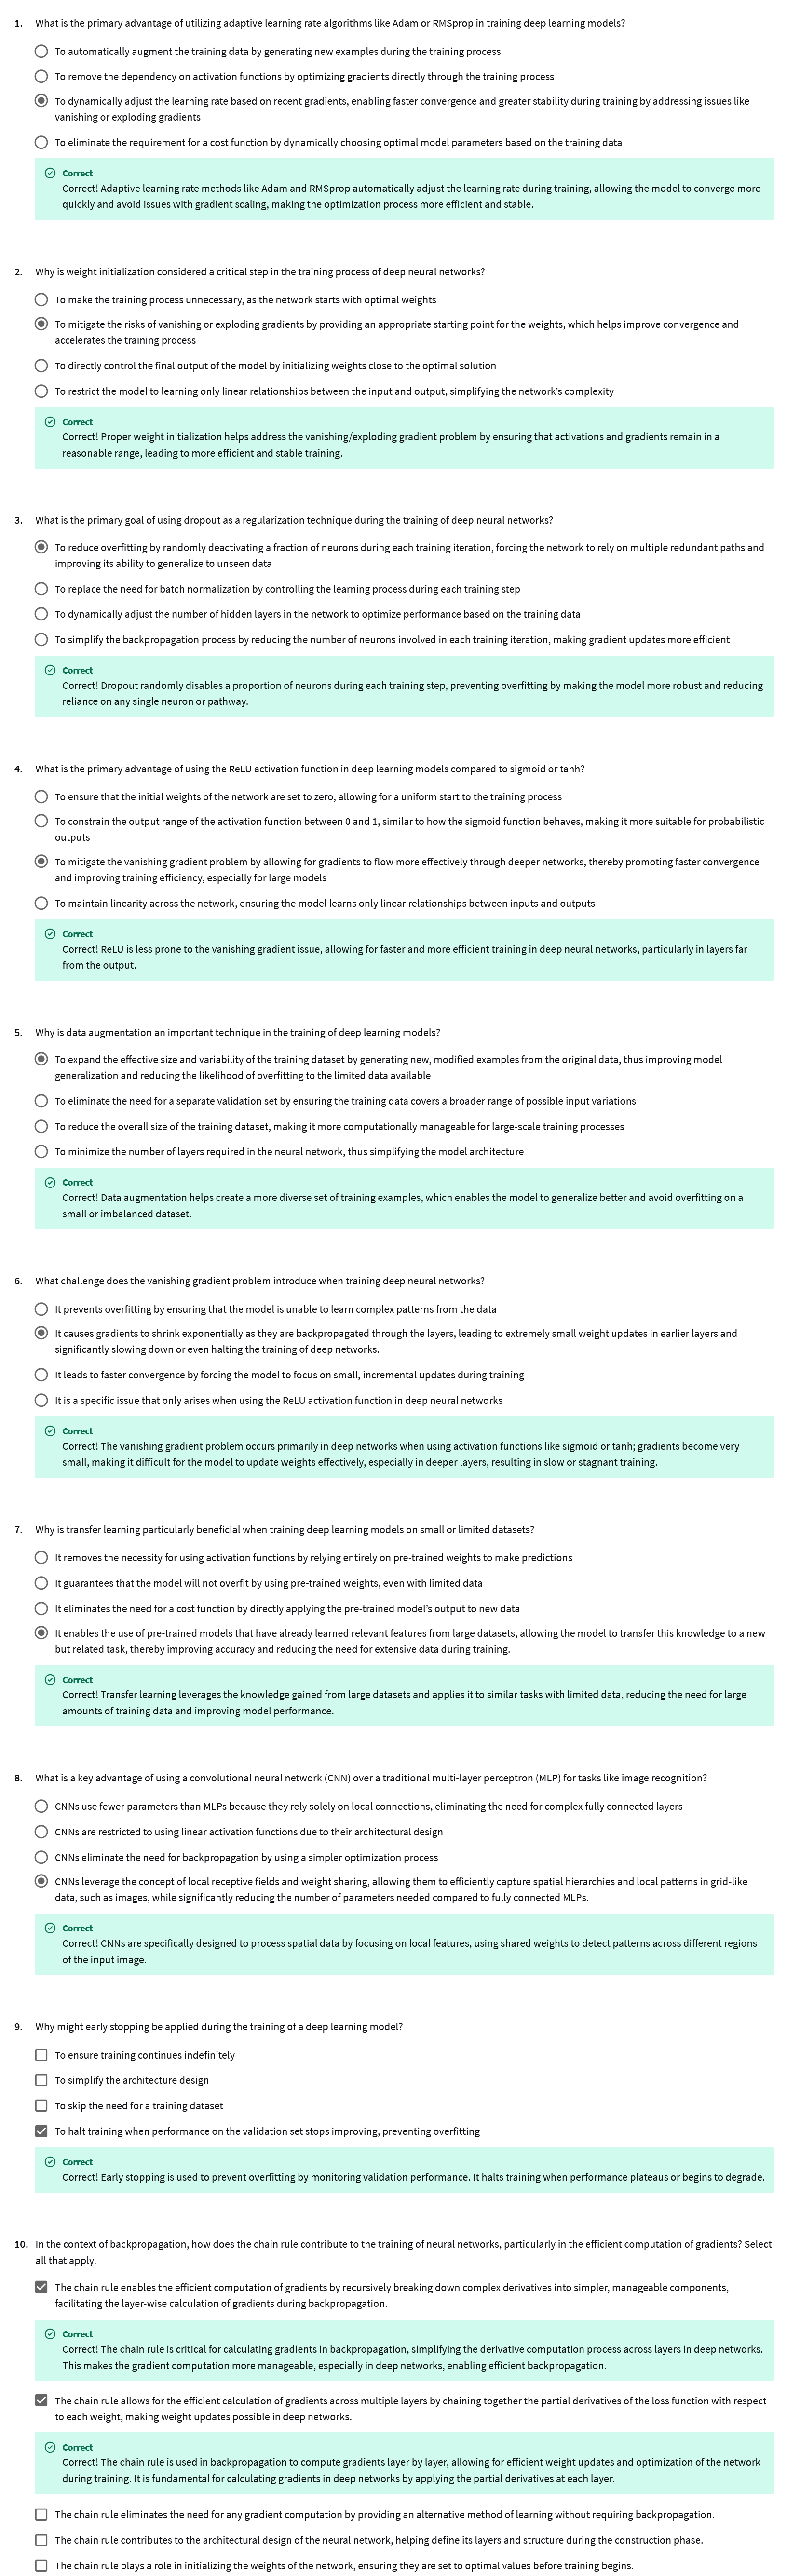 1. What is the primary advantage of utilizing adaptive learning rate algorithms like Adam or RMSprop in training deep learning models?
To automatically augment the training data by generating new examples during the training process
To remove the dependency on activation functions by optimizing gradients directly through the training process
To dynamically adjust the learning rate based on recent gradients, enabling faster convergence and greater stability during training by addressing issues like
vanishing or exploding gradients
To eliminate the requirement for a cost function by dynamically choosing optimal model parameters based on the training data
Correct
Correct! Adaptive learning rate methods like Adam and RMSprop automatically adjust the learning rate during training, allowing the model to converge more
quickly and avoid issues with gradient scaling, making the optimization process more efficient and stable.
2. Why is weight initialization considered a critical step in the training process of deep neural networks?
To make the training process unnecessary, as the network starts with optimal weights
To mitigate the risks of vanishing or exploding gradients by providing an appropriate starting point for the weights, which helps improve convergence and
accelerates the training process
To directly control the final output of the model by initializing weights close to the optimal solution
To restrict the model to learning only linear relationships between the input and output, simplifying the network's complexity
Correct
Correct! Proper weight initialization helps address the vanishing/exploding gradient problem by ensuring that activations and gradients remain in a
reasonable range, leading to more efficient and stable training.
3. What is the primary goal of using dropout as a regularization technique during the training of deep neural networks?
To reduce overfitting by randomly deactivating a fraction of neurons during each training iteration, forcing the network to rely on multiple redundant paths and
improving its ability to generalize to unseen data
To replace the need for batch normalization by controlling the learning process during each training step
To dynamically adjust the number of hidden layers in the network to optimize performance based on the training data
To simplify the backpropagation process by reducing the number of neurons involved in each training iteration, making gradient updates more efficient
Correct
Correct! Dropout randomly disables a proportion of neurons during each training step, preventing overfitting by making the model more robust and reducing
reliance on any single neuron or pathway.
4. What is the primary advantage of using the ReLU activation function in deep learning models compared to sigmoid or tanh?
To ensure that the initial weights of the network are set to zero, allowing for a uniform start to the training process
To constrain the output range of the activation function between 0 and 1, similar to how the sigmoid function behaves, making it more suitable for probabilistic
outputs
To mitigate the vanishing gradient problem by allowing for gradients to flow more effectively through deeper networks, thereby promoting faster convergence
and improving training efficiency, especially for large models
To maintain linearity across the network, ensuring the model learns only linear relationships between inputs and outputs
Correct
Correct! ReLU is less prone to the vanishing gradient issue, allowing for faster and more efficient training in deep neural networks, particularly in layers far
from the output.
5. Why is data augmentation an important technique in the training of deep learning models?
To expand the effective size and variability of the training dataset by generating new, modified examples from the original data, thus improving model
generalization and reducing the likelihood of overfitting to the limited data available
To eliminate the need for a separate validation set by ensuring the training data covers a broader range of possible input variations
To reduce the overall size of the training dataset, making it more computationally manageable for large-scale training processes
To minimize the number of layers required in the neural network, thus simplifying the model architecture
Correct
Correct! Data augmentation helps create a more diverse set of training examples, which enables the model to generalize better and avoid overfitting on a
small or imbalanced dataset.
6. What challenge does the vanishing gradient problem introduce when training deep neural networks?
It prevents overfitting by ensuring that the model is unable to learn complex patterns from the data
It causes gradients to shrink exponentially as they are backpropagated through the layers, leading to extremely small weight updates in earlier layers and
significantly slowing down or even halting the training of deep networks.
It leads to faster convergence by forcing the model to focus on small, incremental updates during training
It is a specific issue that only arises when using the ReLU activation function in deep neural networks
Correct
Correct! The vanishing gradient problem occurs primarily in deep networks when using activation functions like sigmoid or tanh; gradients become very
small, making it difficult for the model to update weights effectively, especially in deeper layers, resulting in slow or stagnant training.
7. Why is transfer learning particularly beneficial when training deep learning models on small or limited datasets?
It removes the necessity for using activation functions by relying entirely on pre-trained weights to make predictions
It guarantees that the model will not overfit by using pre-trained weights, even with limited data
It eliminates the need for a cost function by directly applying the pre-trained model's output to new data
It enables the use of pre-trained models that have already learned relevant features from large datasets, allowing the model to transfer this knowledge to a new
but related task, thereby improving accuracy and reducing the need for extensive data during training.
Correct
Correct! Transfer learning leverages the knowledge gained from large datasets and applies it to similar tasks with limited data, reducing the need for large
amounts of training data and improving model performance.
8. What is a key advantage of using a convolutional neural network (CNN) over a traditional multi-layer perceptron (MLP) for tasks like image recognition?
CNNs use fewer parameters than MLPs because they rely solely on local connections, eliminating the need for complex fully connected layers
CNNs are restricted to using linear activation functions due to their architectural design
CNNs eliminate the need for backpropagation by using a simpler optimization process
CNNs leverage the concept of local receptive fields and weight sharing, allowing them to efficiently capture spatial hierarchies and local patterns in grid-like
data, such as images, while significantly reducing the number of parameters needed compared to fully connected MLPs.
Correct
Correct! CNNs are specifically designed to process spatial data by focusing on local features, using shared weights to detect patterns across different regions
of the input image.
9. Why might early stopping be applied during the training of a deep learning model?
To ensure training continues indefinitely
To simplify the architecture design
To skip the need for a training dataset
To halt training when performance on the validation set stops improving, preventing overfitting
Correct
Correct! Early stopping is used to prevent overfitting by monitoring validation performance. It halts training when performance plateaus or begins to degrade.
10. In the context of backpropagation, how does the chain rule contribute to the training of neural networks, particularly in the efficient computation of gradients? Select
all that apply.
The chain rule enables the efficient computation of gradients by recursively breaking down complex derivatives into simpler, manageable components,
facilitating the layer-wise calculation of gradients during backpropagation.
Correct
Correct! The chain rule is critical for calculating gradients in backpropagation, simplifying the derivative computation process across layers in deep networks.
This makes the gradient computation more manageable, especially in deep networks, enabling efficient backpropagation.
The chain rule allows for the efficient calculation of gradients across multiple layers by chaining together the partial derivatives of the loss function with respect
to each weight, making weight updates possible in deep networks.
Correct
Correct! The chain rule is used in backpropagation to compute gradients layer by layer, allowing for efficient weight updates and optimization of the network
during training. It is fundamental for calculating gradients in deep networks by applying the partial derivatives at each layer.
The chain rule eliminates the need for any gradient computation by providing an alternative method of learning without requiring backpropagation.
The chain rule contributes to the architectural design of the neural network, helping define its layers and structure during the construction phase.
The chain rule plays a role in initializing the weights of the network, ensuring they are set to optimal values before training begins.